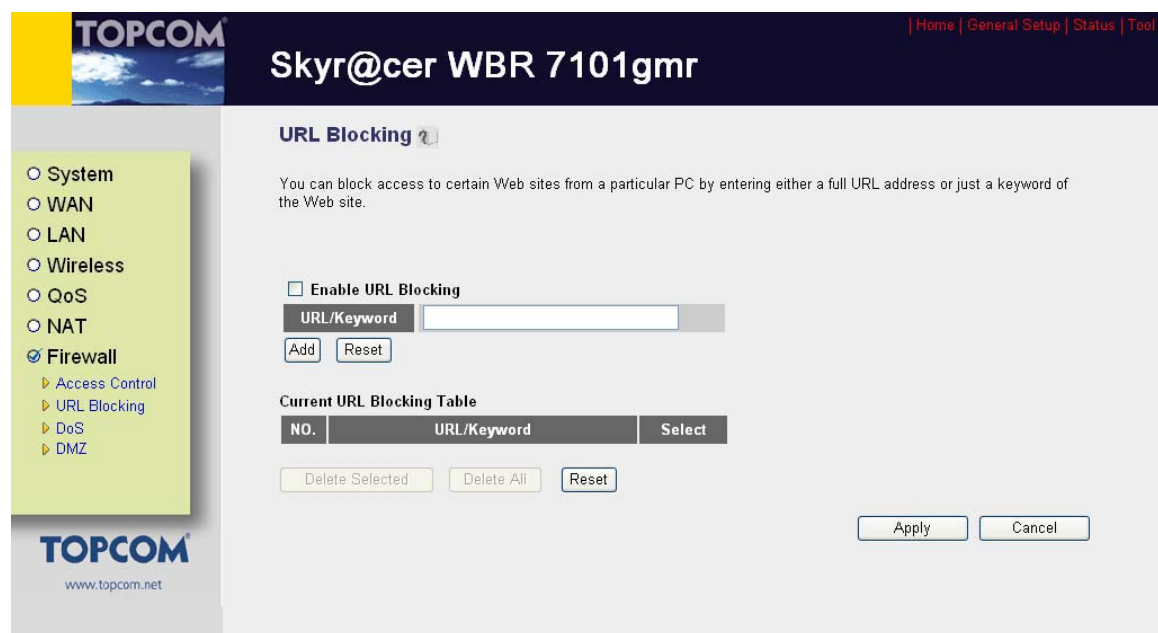 TOPCOM
| Home | General Setup | Status | Tool
Skyr@cer WBR 7101gmr
URL Blocking
You can block access to certain Web sites from a particular PC by entering either a full URL address or just a keyword of
the Web site.
System
WAN
LAN
Wireless
QoS
NAT
Firewall
Access Control
URL Blocking
DoS
DMZ
Enable URL Blocking
URL/Keyword
Add Reset
Current URL Blocking Table
NO. URL/Keyword Select
Delete Selected Delete All Reset
Apply Cancel
TOPCOM
www.topcom.net